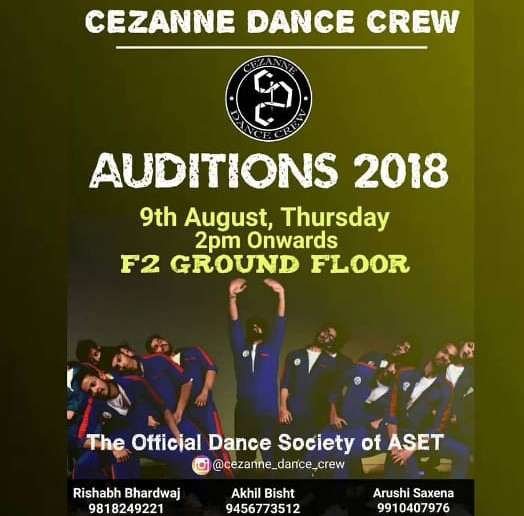 CEZANNE DANCE CREW
CEZANNE
CDC
DANCE CREW
AUDITIONS 2018
9th August, Thursday
2pm Onwards
F2 GROUND FLOOR
The Official Dance Society of ASET
@cezanne_dance_crew
Rishabh Bhardwaj
9818249221
Akhil Bisht
9456773512
Arushi Saxena
9910407976